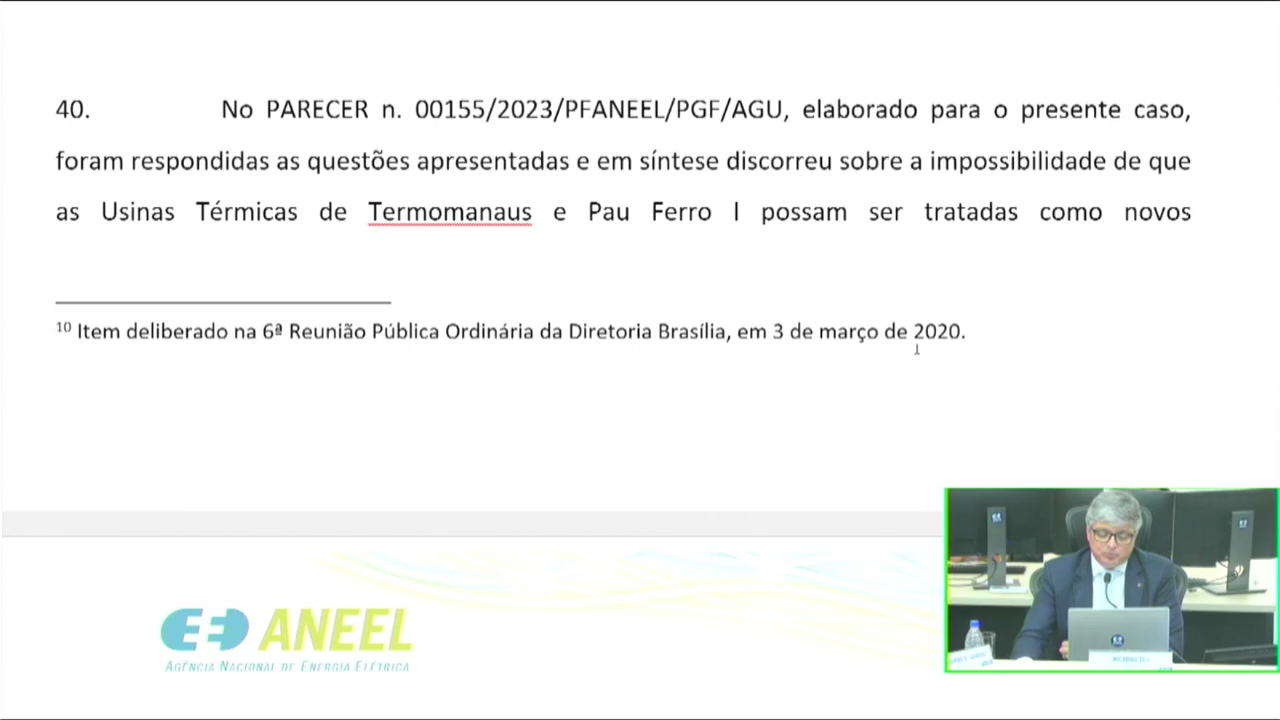 40. No PARECER n. 00155/2023/PFANEEL/PGF/AGU, elaborado para o presente caso,
foram respondidas as questões apresentadas e em síntese discorreu sobre a impossibilidade de que
as Usinas Térmicas de Termomanaus e Pau Ferro I possam ser tratadas como novos
10 Item deliberado na 6ª Reunião Pública Ordinária da Diretoria Brasília, em 3 de março de 2020.
ANEEL
AGÊNCIA NACIONAL DE ENERGIA ELÉTRICA